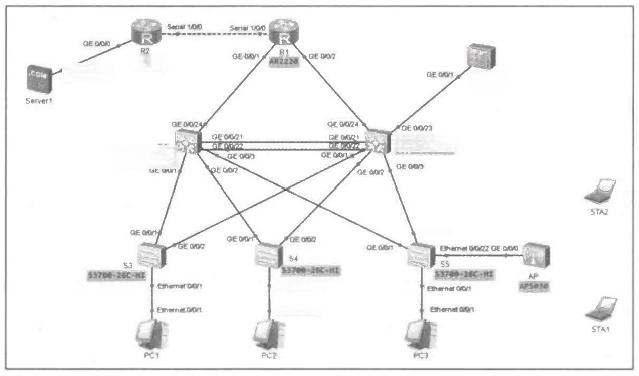 Serial 1/0/0
Serial 1/0/0
GE 0/0/0
R2
R1
AR2220
GE 0/0/1
GE 0/0/2
GE 0/0/1
Server1
GE 0/0/24
GE 0/0/24
GE 0/0/23
GE 0/0/21
GE 0/0/21
GE 0/0/22
GE 0/0/22
GE 0/0/3
GE 0/0/1
GE 0/0/1
GE 0/0/2
GE 0/0/2
GE 0/0/3
STA2
GE 0/0/1
GE 0/0/2
GE 0/0/1
GE 0/0/2
GE 0/0/1
Ethernet 0/0/22
GE 0/0/0
S3
S3700-26C-HI
S4
S3700-26C-HI
S5
S3700-26C-HI
AP
AP5030
Ethernet 0/0/1
Ethernet 0/0/1
Ethernet 0/0/1
Ethernet 0/0/1
STA1
PC1
PC2
PC3